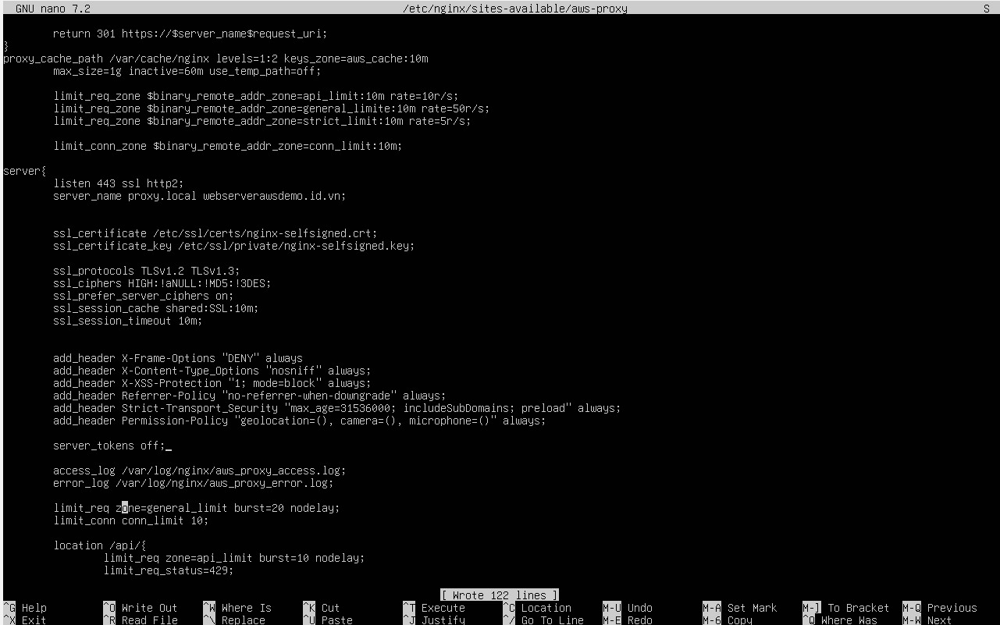 GNU nano 7.2 /etc/nginx/sites-available/aws-proxy S
return 301 https://$server_name$request_uri;
}
proxy_cache_path /var/cache/nginx levels=1:2 keys_zone=aws_cache:10m
max_size=1g inactive=60m use_temp_path=off;
limit_req_zone $binary_remote_addr_zone=api_limit:10m rate=10r/s;
limit_req_zone $binary_remote_addr_zone=general_limite:10m rate=50r/s;
limit_req_zone $binary_remote_addr_zone=strict_limit:10m rate=5r/s;
limit_conn_zone $binary_remote_addr_zone=conn_limit:10m;
server{
listen 443 ssl http2;
server_name proxy.local webserverawsdemo.id.vn;
ssl_certificate /etc/ssl/certs/nginx-selfsigned.crt;
ssl_certificate_key /etc/ssl/private/nginx-selfsigned.key;
ssl_protocols TLSv1.2 TLSv1.3;
ssl_ciphers HIGH:!aNULL:!MD5:!3DES;
ssl_prefer_server_ciphers on;
ssl_session_cache shared:SSL:10m;
ssl_session_timeout 10m;
add_header X-Frame-Options "DENY" always
add_header X-Content-Type_Options "nosniff" always;
add_header X-XSS-Protection "1; mode=block" always;
add_header Referrer-Policy "no-referrer-when-downgrade" always;
add_header Strict-Transport_Security "max_age=31536000; includeSubDomains; preload" always;
add_header Permission-Policy "geolocation=(), camera=(), microphone=()" always;
server_tokens off;_
access_log /var/log/nginx/aws_proxy_access.log;
error_log /var/log/nginx/aws_proxy_error.log;
limit_req zone=general_limit burst=20 nodelay;
limit_conn conn_limit 10;
location /api/{
limit_req zone=api_limit burst=10 nodelay;
limit_req_status=429;
[ Wrote 122 lines ]
^G Help ^O Write Out ^W Where Is ^K Cut ^T Execute ^C Location M-U Undo M-A Set Mark M-] To Bracket M-Q Previous
^X Exit ^R Read File ^\ Replace ^U Paste ^J Justify ^/ Go To Line M-E Redo M-6 Copy ^Q Where Was M-W Next